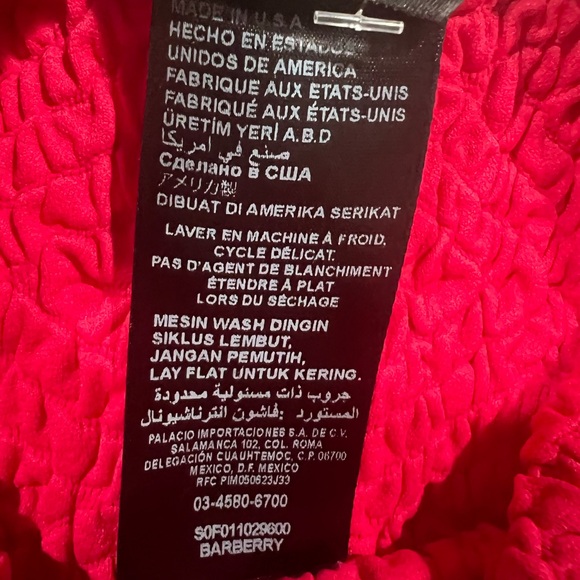 MADE IN U.S.A
HECHO EN ESTADOS
UNIDOS DE AMERICA
FABRIQUE AUX ETATS-UNIS
FABRIQUÉ AUX ÉTATS-UNIS
ÜRETİM YERİ A.B.D
صنع في امريكا
Сделано в США
アメリカ製
DIBUAT DI AMERIKA SERIKAT
LAVER EN MACHINE À FROID,
CYCLE DÉLICAT.
PAS D'AGENT DE BLANCHIMENT
ÉTENDRE À PLAT
LORS DU SÉCHAGE
MESIN WASH DINGIN
SIKLUS LEMBUT,
JANGAN PEMUTIH,
LAY FLAT UNTUK KERING.
جروب ذات مسئولية محدودة
المستورد :فاشون انترناشيونال
PALACIO IMPORTACIONES S.A. DE C.V.
SALAMANCA 102, COL. ROMA
DELEGACIÓN CUAUHTEMOC, C.P. 06700
MEXICO, D.F. MEXICO
RFC PIM050623J33
03-4580-6700
S0F011029600
BARBERRY